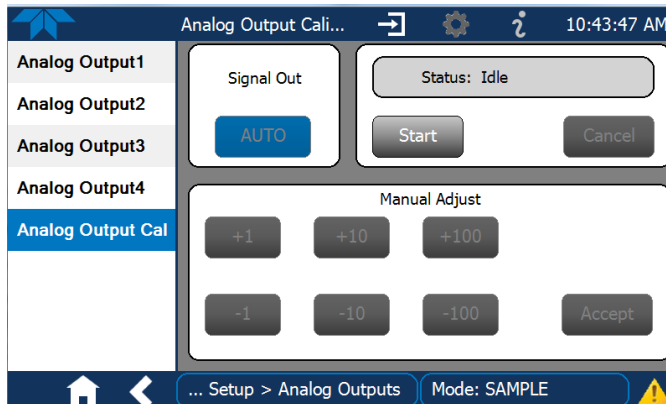 Analog Output Cali... 10:43:47 AM
Analog Output1
Analog Output2
Analog Output3
Analog Output4
Analog Output Cal
Signal Out
AUTO
Status: Idle
Start Cancel
Manual Adjust
+1 +10 +100
-1 -10 -100 Accept
... Setup > Analog Outputs Mode: SAMPLE